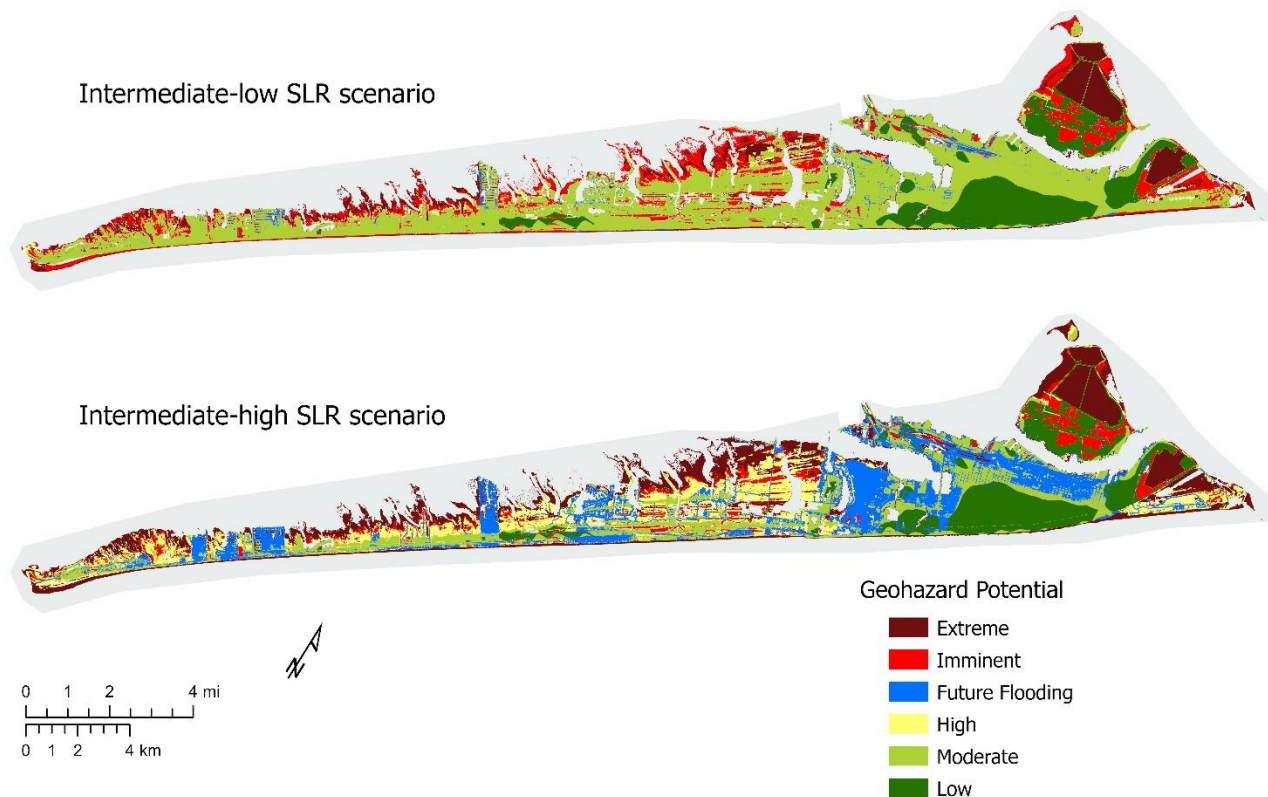 Intermediate-low SLR scenario
Intermediate-high SLR scenario
N
0 1 2 4 mi
0 1 2 4 km
Geohazard Potential
Extreme
Imminent
Future Flooding
High
Moderate
Low